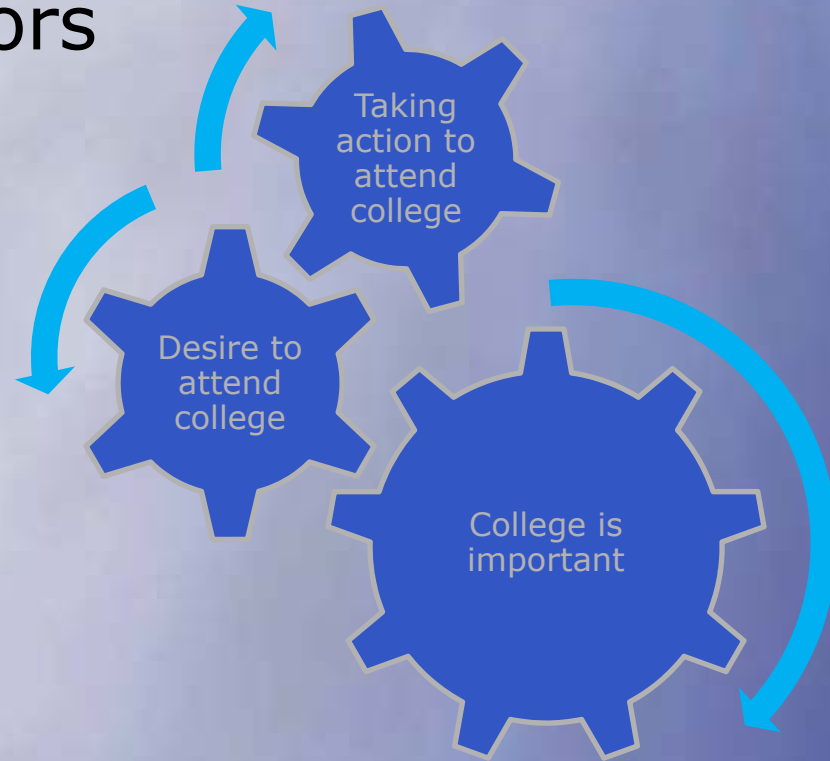 ors
Taking
action to
attend
college
Desire to
attend
college
College is
important